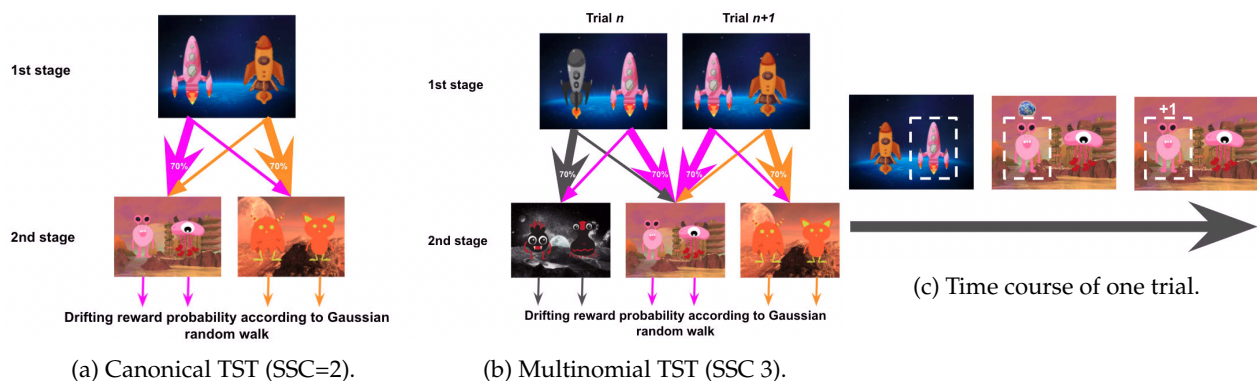 1st stage
70%
70%
2nd stage
Drifting reward probability according to Gaussian
random walk
(a) Canonical TST (SSC=2).
Trial n
Trial n+1
1st stage
70%
70%
70%
70%
2nd stage
Drifting reward probability according to Gaussian
random walk
(b) Multinomial TST (SSC 3).
+1
(c) Time course of one trial.